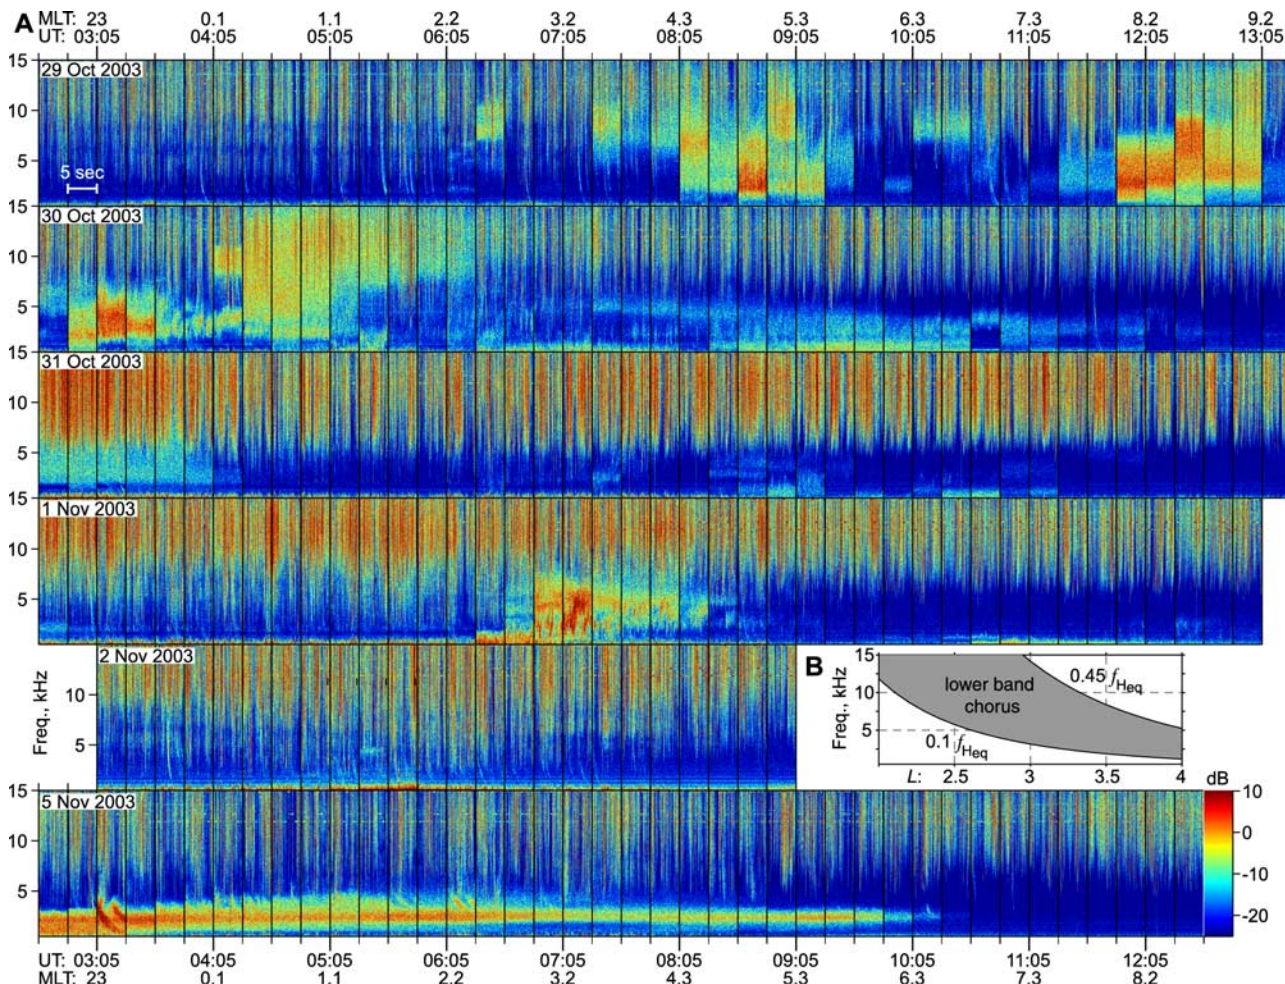 A
MLT: 23 0.1 1.1 2.2 3.2 4.3 5.3 6.3 7.3 8.2 9.2
UT: 03:05 04:05 05:05 06:05 07:05 08:05 09:05 10:05 11:05 12:05 13:05
15
29 Oct 2003
10
5
5 sec
15
30 Oct 2003
10
5
15
31 Oct 2003
10
5
15
1 Nov 2003
10
5
15
2 Nov 2003
10
5
Freq., kHz
15
5 Nov 2003
10
5
UT: 03:05 04:05 05:05 06:05 07:05 08:05 09:05 10:05 11:05 12:05
MLT: 23 0.1 1.1 2.2 3.2 4.3 5.3 6.3 7.3 8.2
B
Freq., kHz
15
10
5
lower band
chorus
0.45 fHeq
0.1 fHeq
L: 2.5 3 3.5 4
dB
10
0
-10
-20